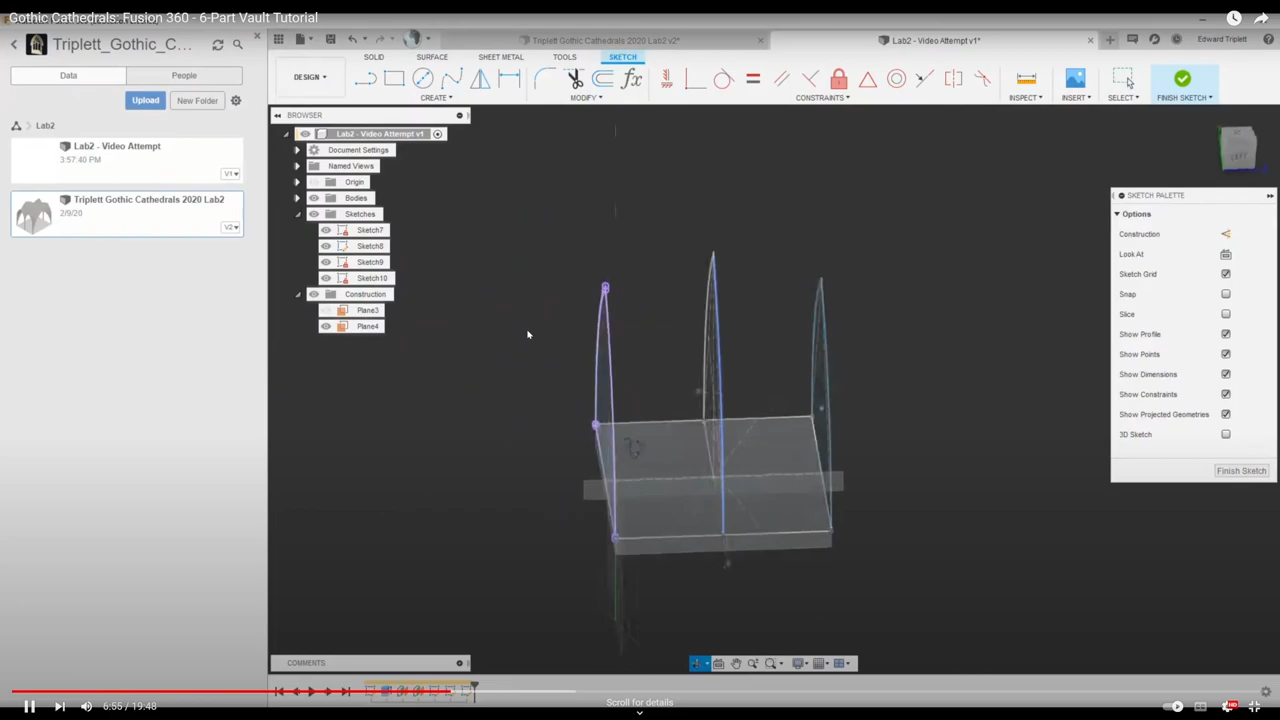 Gothic Cathedrals: Fusion 360 - 6-Part Vault Tutorial
Triplett_Gothic_C...
Triplett Gothic Cathedrals 2020 Lab2 v2*
Lab2 - Video Attempt v1*
Edward Triplett
Data
People
Upload
New Folder
Lab2
Lab2 - Video Attempt
3:57:40 PM
V1
Triplett Gothic Cathedrals 2020 Lab2
2/9/20
V2
SOLID
SURFACE
SHEET METAL
TOOLS
SKETCH
DESIGN
fx
CREATE
MODIFY
CONSTRAINTS
INSPECT
INSERT
SELECT
FINISH SKETCH
BROWSER
Lab2 - Video Attempt v1
Document Settings
Named Views
Origin
Bodies
Sketches
Sketch7
Sketch8
Sketch9
Sketch10
Construction
Plane3
Plane4
LEFT
SKETCH PALETTE
Options
Construction
Look At
Sketch Grid
Snap
Slice
Show Profile
Show Points
Show Dimensions
Show Constraints
Show Projected Geometries
3D Sketch
Finish Sketch
COMMENTS
6:55 / 19:48
Scroll for details
HD